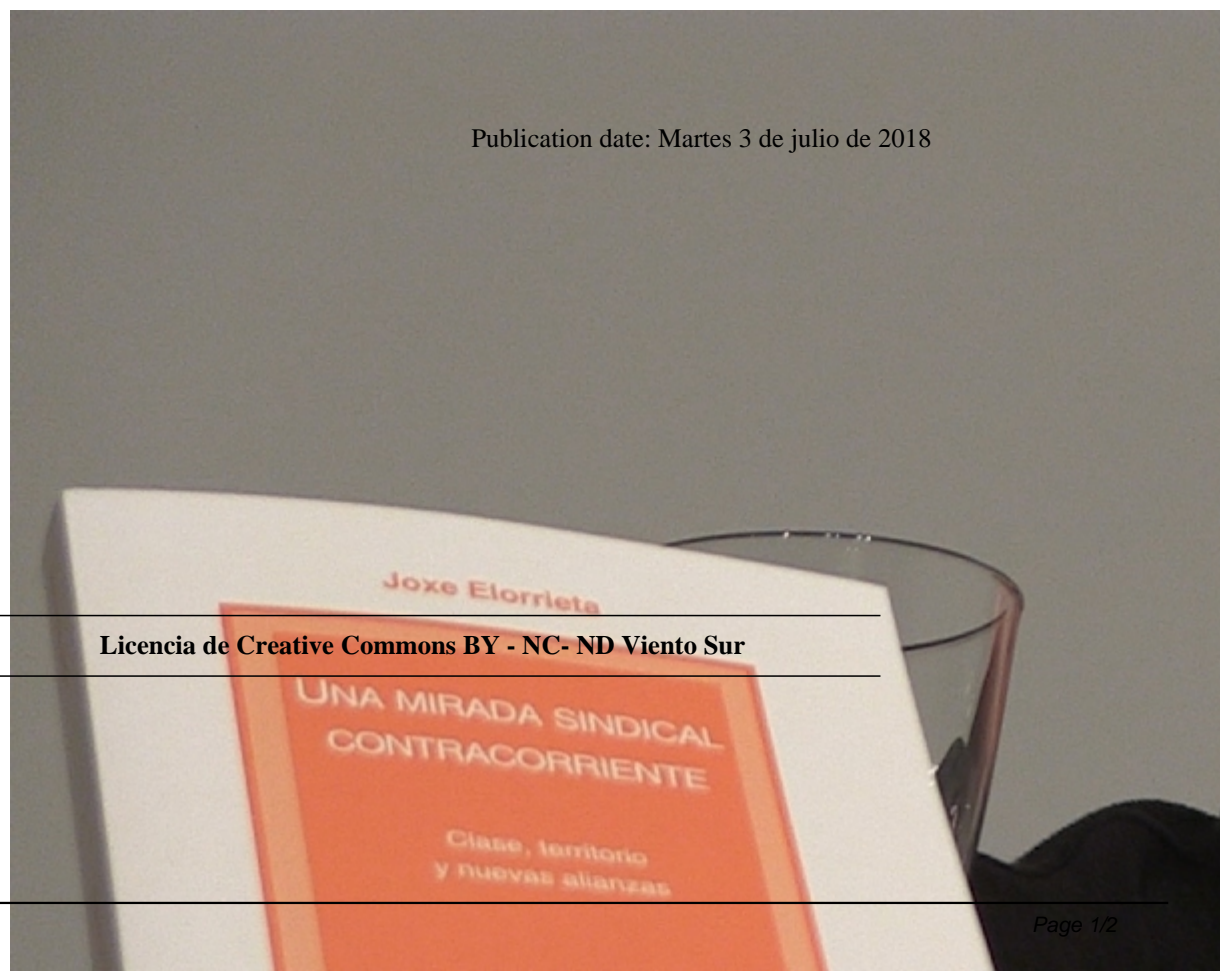 Publication date: Martes 3 de julio de 2018
Joxe Elorrieta
Licencia de Creative Commons BY - NC- ND Viento Sur
UNA MIRADA SINDICAL
CONTRACORRIENTE
Clase, territorio
y nuevas alianzas
Page 1/2